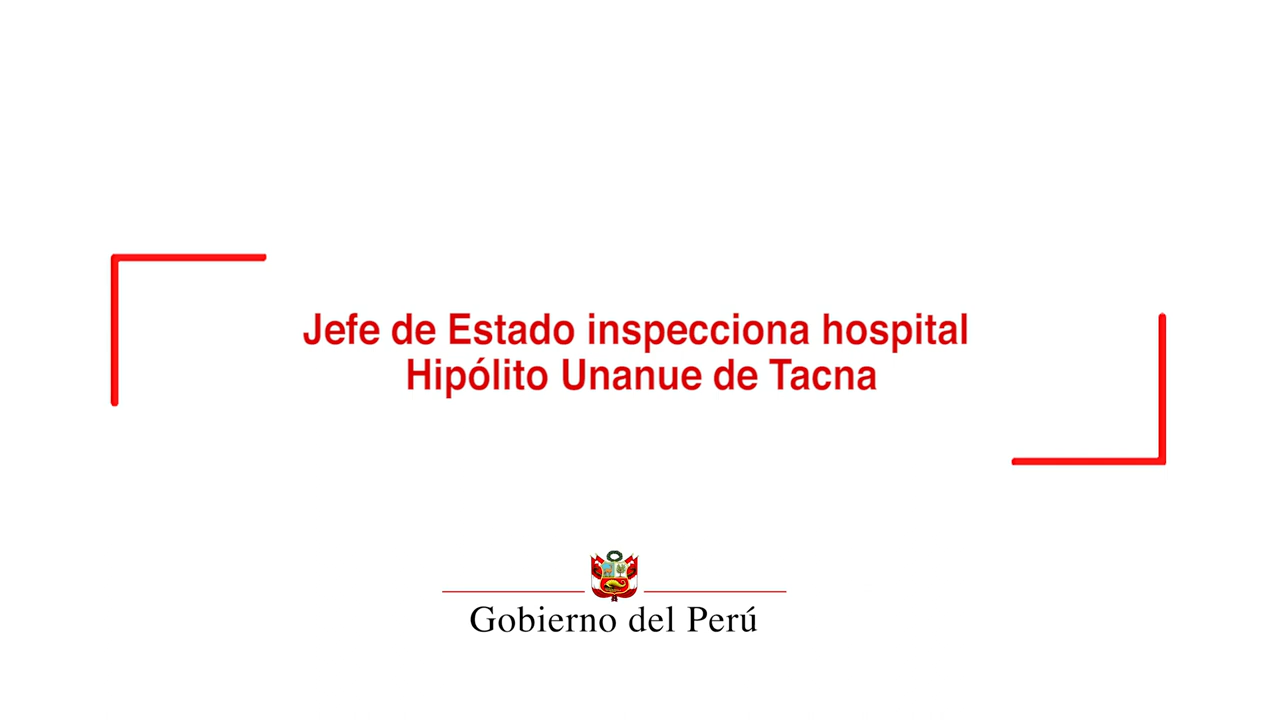 Jefe de Estado inspecciona hospital
Hipólito Unanue de Tacna
Gobierno del Perú